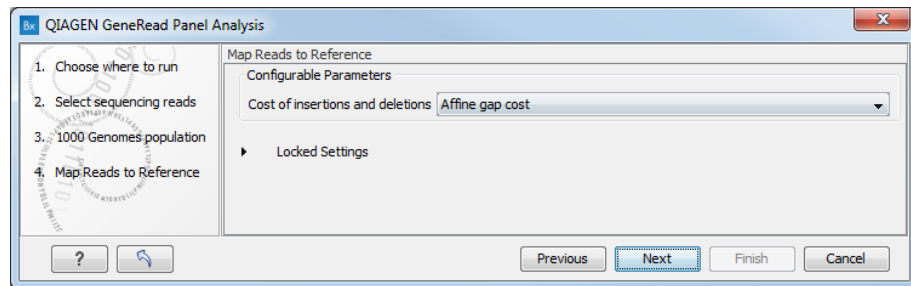 Bx QIAGEN GeneRead Panel Analysis
X
1. Choose where to run
2. Select sequencing reads
3. 1000 Genomes population
4. Map Reads to Reference
Map Reads to Reference
Configurable Parameters
Cost of insertions and deletions Affine gap cost
Locked Settings
? Previous Next Finish Cancel